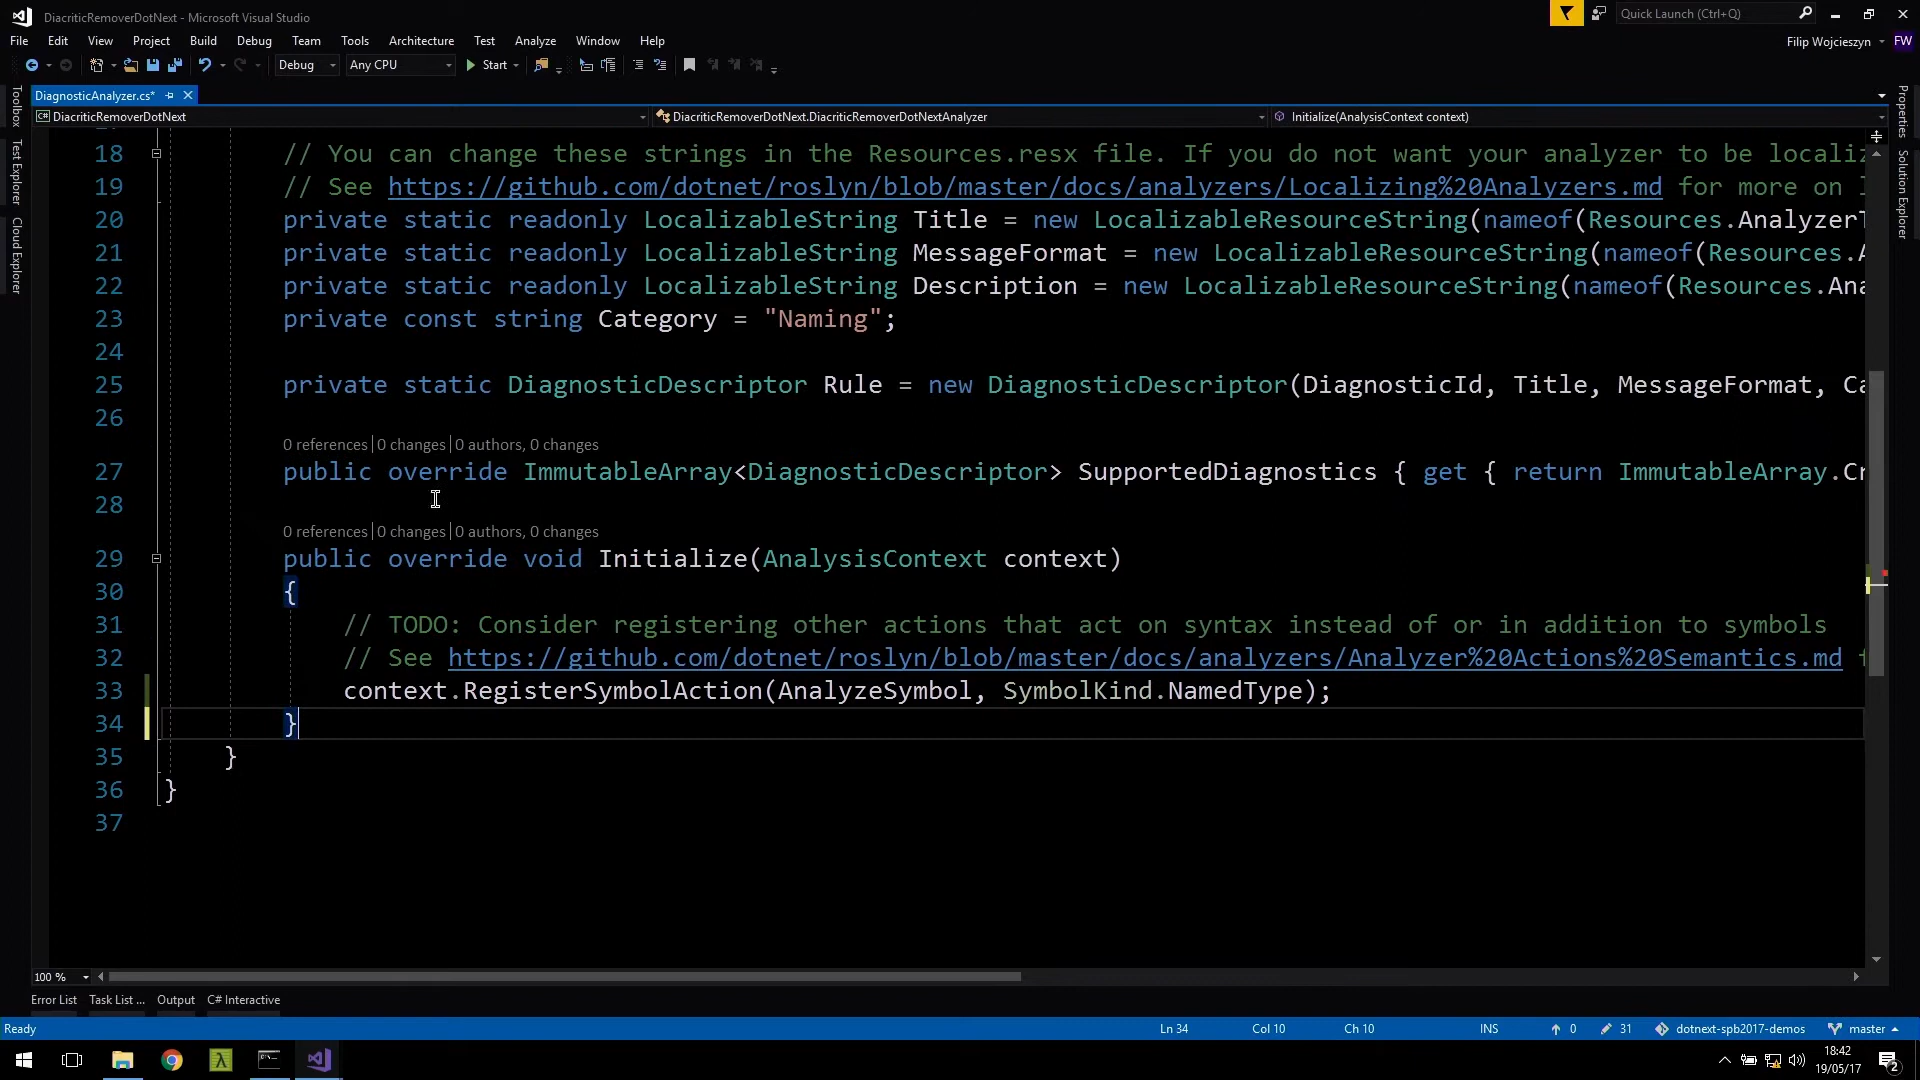 DiacriticRemoverDotNext - Microsoft Visual Studio
Quick Launch (Ctrl+Q)
File Edit View Project Build Debug Team Tools Architecture Test Analyze Window Help
Filip Wojcieszyn
FW
Debug Any CPU Start
DiagnosticAnalyzer.cs*
DiacriticRemoverDotNext
DiacriticRemoverDotNext.DiacriticRemoverDotNextAnalyzer
Initialize(AnalysisContext context)
Toolbox
Test Explorer
Cloud Explorer
Properties
Solution Explorer
18 // You can change these strings in the Resources.resx file. If you do not want your analyzer to be locali
19 // See https://github.com/dotnet/roslyn/blob/master/docs/analyzers/Localizing%20Analyzers.md for more on
20 private static readonly LocalizableString Title = new LocalizableResourceString(nameof(Resources.Analyzer
21 private static readonly LocalizableString MessageFormat = new LocalizableResourceString(nameof(Resources.A
22 private static readonly LocalizableString Description = new LocalizableResourceString(nameof(Resources.Ana
23 private const string Category = "Naming";
24
25 private static DiagnosticDescriptor Rule = new DiagnosticDescriptor(DiagnosticId, Title, MessageFormat, Ca
26
0 references | 0 changes | 0 authors, 0 changes
27 public override ImmutableArray<DiagnosticDescriptor> SupportedDiagnostics { get { return ImmutableArray.Cr
28
0 references | 0 changes | 0 authors, 0 changes
29 public override void Initialize(AnalysisContext context)
30 {
31 // TODO: Consider registering other actions that act on syntax instead of or in addition to symbols
32 // See https://github.com/dotnet/roslyn/blob/master/docs/analyzers/Analyzer%20Actions%20Semantics.md f
33 context.RegisterSymbolAction(AnalyzeSymbol, SymbolKind.NamedType);
34 }
35 }
36 }
37
100 %
Error List Task List ... Output C# Interactive
Ready Ln 34 Col 10 Ch 10 INS 0 31 dotnext-spb2017-demos master
18:42
19/05/17
2